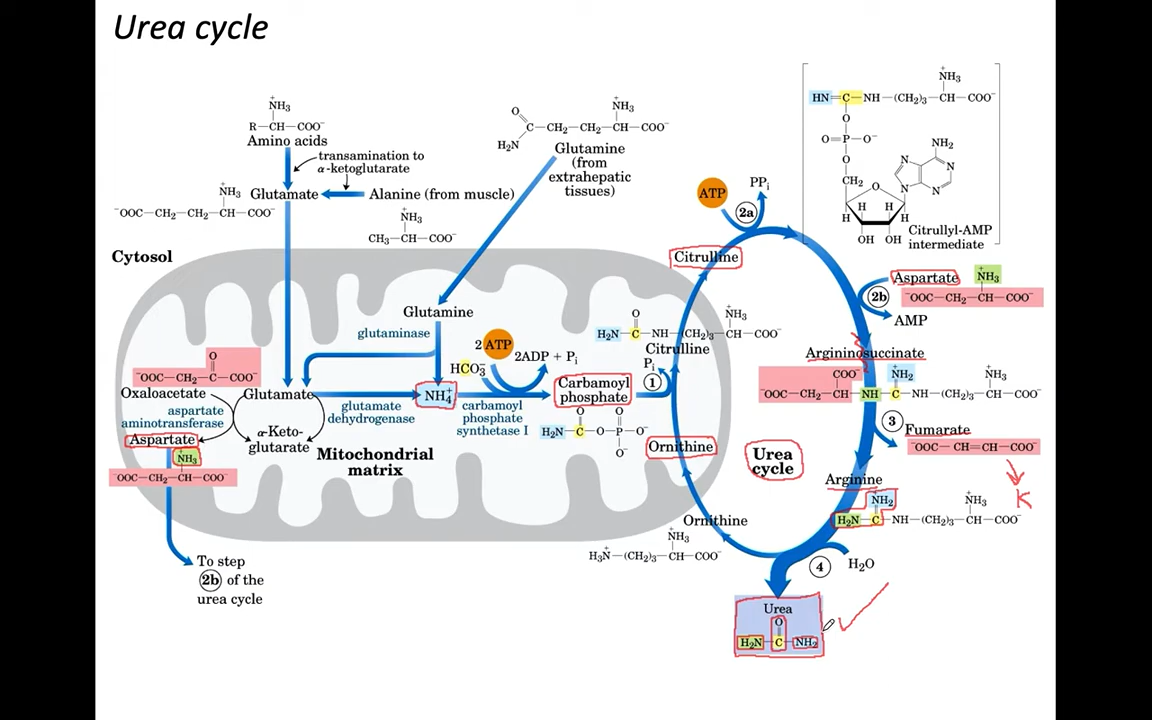 Urea cycle
+
NH3
R—CH—COO−
Amino acids
transamination to
α-ketoglutarate
+
NH3
−OOC—CH2—CH2—CH—COO−
Glutamate
Alanine (from muscle)
+
NH3
CH3—CH—COO−
O
+
NH3
C—CH2—CH2—CH—COO−
H2N
Glutamine
(from
extrahepatic
tissues)
Cytosol
Glutamine
glutaminase
O
−OOC—CH2—C—COO−
Oxaloacetate
aspartate
aminotransferase
Aspartate
+
NH3
−OOC—CH2—CH—COO−
To step
2b of the
urea cycle
Glutamate
α-Keto-
glutarate
glutamate
dehydrogenase
NH4+
2 ATP
HCO3−
2ADP + Pi
carbamoyl
phosphate
synthetase I
Carbamoyl
phosphate
O O
H2N—C—O—P—O−
O−
Mitochondrial
matrix
1
Pi
Ornithine
Citrulline
O
+
NH3
H2N—C—NH—(CH2)3—CH—COO−
Citrulline
ATP
2a
PPi
+
NH3
HN=C—NH—(CH2)3—CH—COO−
O
O=P—O−
O
CH2
O
H H H H
OH OH
NH2
N N
N N
Citrullyl-AMP
intermediate
Aspartate
+
NH3
−OOC—CH2—CH—COO−
2b
AMP
Argininosuccinate
COO−
+
NH2
+
NH3
−OOC—CH2—CH—NH—C—NH—(CH2)3—CH—COO−
3
Fumarate
−OOC—CH=CH—COO−
K
Urea
cycle
Arginine
+
NH2
+
NH3
H2N—C—NH—(CH2)3—CH—COO−
4
H2O
Ornithine
+
NH3
+
H3N—(CH2)3—CH—COO−
Urea
O
H2N—C—NH2